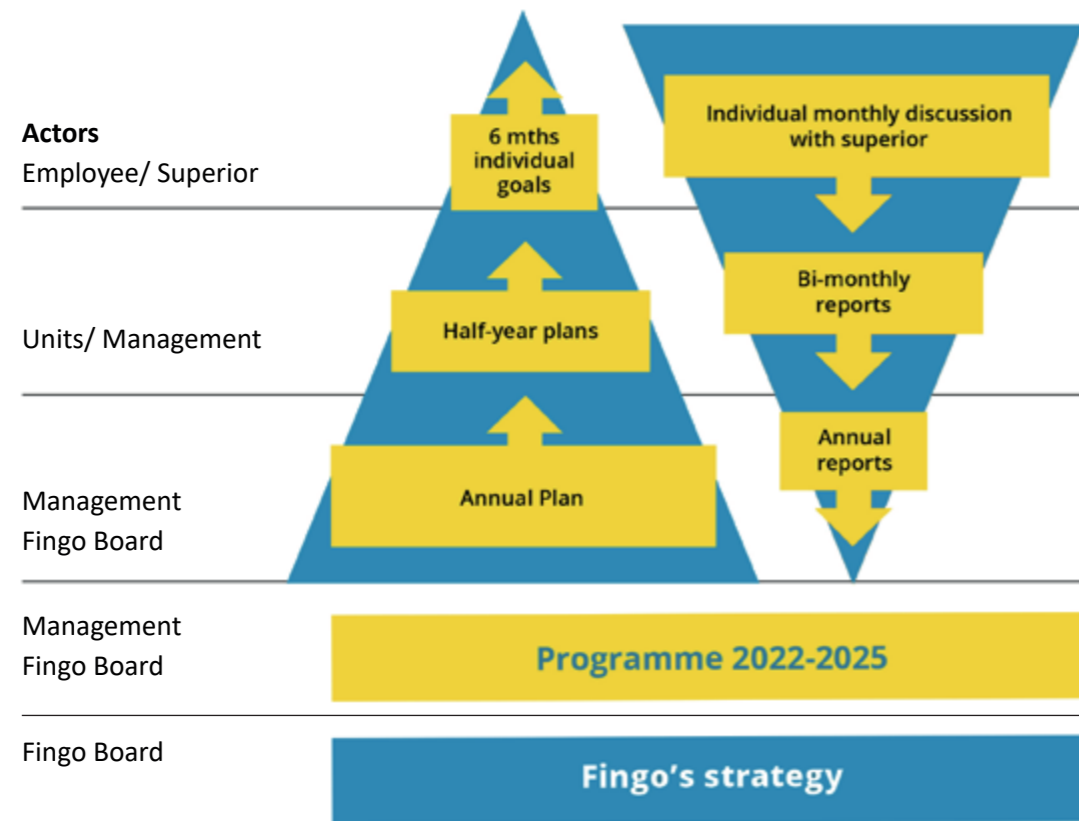 Actors
Employee/ Superior
6 mths
individual
goals
Individual monthly discussion
with superior
Units/ Management
Half-year plans
Bi-monthly
reports
Management
Fingo Board
Annual Plan
Annual
reports
Management
Fingo Board
Programme 2022-2025
Fingo Board
Fingo's strategy